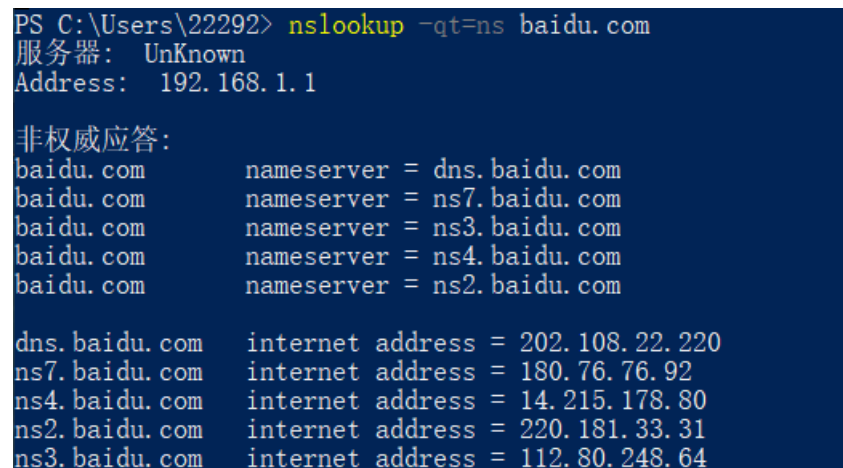 PS C:\Users\22292> nslookup -qt=ns baidu.com
服务器: UnKnown
Address: 192.168.1.1
非权威应答:
baidu.com nameserver = dns.baidu.com
baidu.com nameserver = ns7.baidu.com
baidu.com nameserver = ns3.baidu.com
baidu.com nameserver = ns4.baidu.com
baidu.com nameserver = ns2.baidu.com
dns.baidu.com internet address = 202.108.22.220
ns7.baidu.com internet address = 180.76.76.92
ns4.baidu.com internet address = 14.215.178.80
ns2.baidu.com internet address = 220.181.33.31
ns3.baidu.com internet address = 112.80.248.64